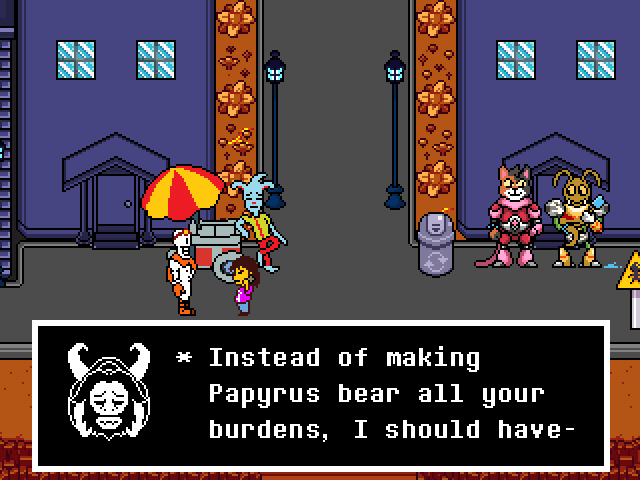 * Instead of making
Papyrus bear all your
burdens, I should have-